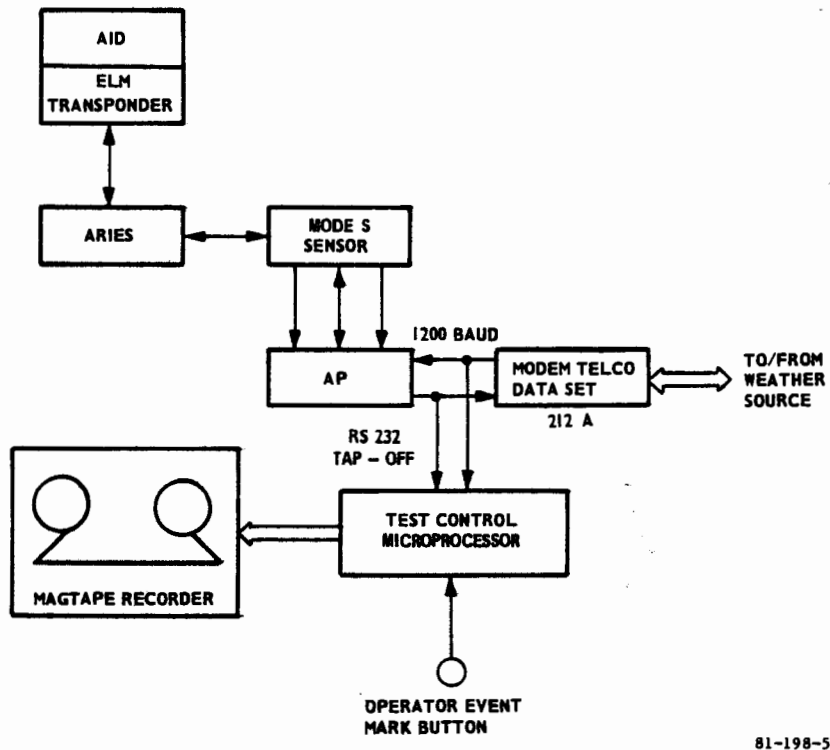 AID
ELM
TRANSPONDER
ARIES
MODE S
SENSOR
1200 BAUD
AP
MODEM TELCO
DATA SET
TO/FROM
WEATHER
SOURCE
212 A
RS 232
TAP - OFF
TEST CONTROL
MICROPROCESSOR
MAGTAPE RECORDER
OPERATOR EVENT
MARK BUTTON
81-198-5